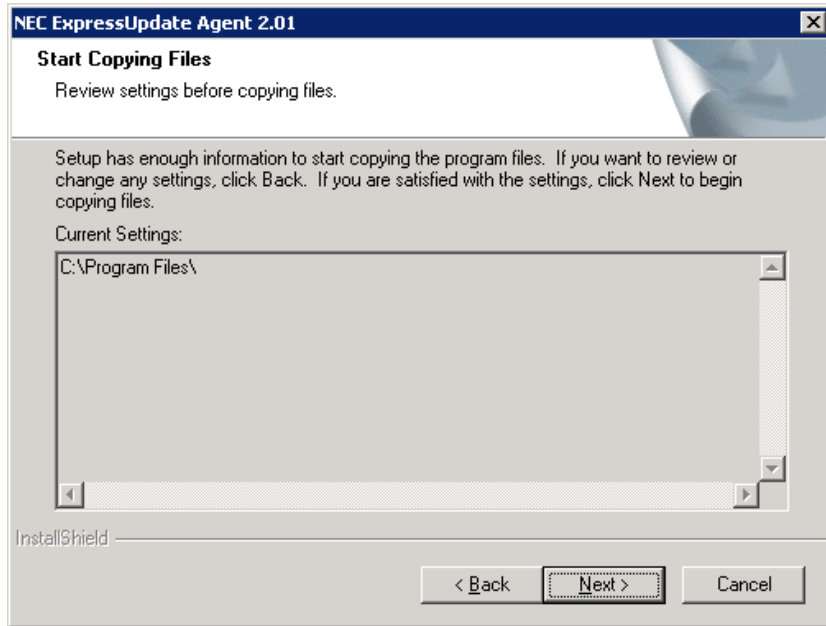 NEC ExpressUpdate Agent 2.01
Start Copying Files
Review settings before copying files.
Setup has enough information to start copying the program files. If you want to review or
change any settings, click Back. If you are satisfied with the settings, click Next to begin
copying files.
Current Settings:
C:\Program Files\
InstallShield
< Back Next > Cancel